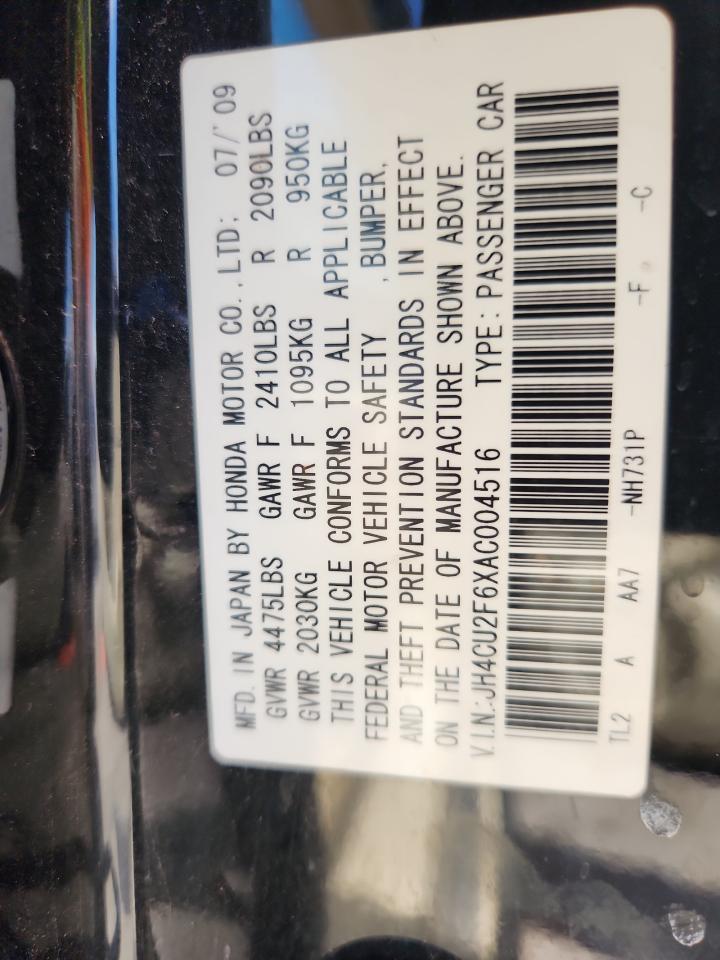 MFD. IN JAPAN BY HONDA MOTOR CO., LTD; 07/'09
GVWR 4475LBS GAWR F 2410LBS R 2090LBS
GVWR 2030KG GAWR F 1095KG R 950KG
THIS VEHICLE CONFORMS TO ALL APPLICABLE
FEDERAL MOTOR VEHICLE SAFETY , BUMPER,
AND THEFT PREVENTION STANDARDS IN EFFECT
ON THE DATE OF MANUFACTURE SHOWN ABOVE.
V.I.N.:JH4CU2F6XAC004516 TYPE:PASSENGER CAR
TL2 A AA7 -NH731P -F -C